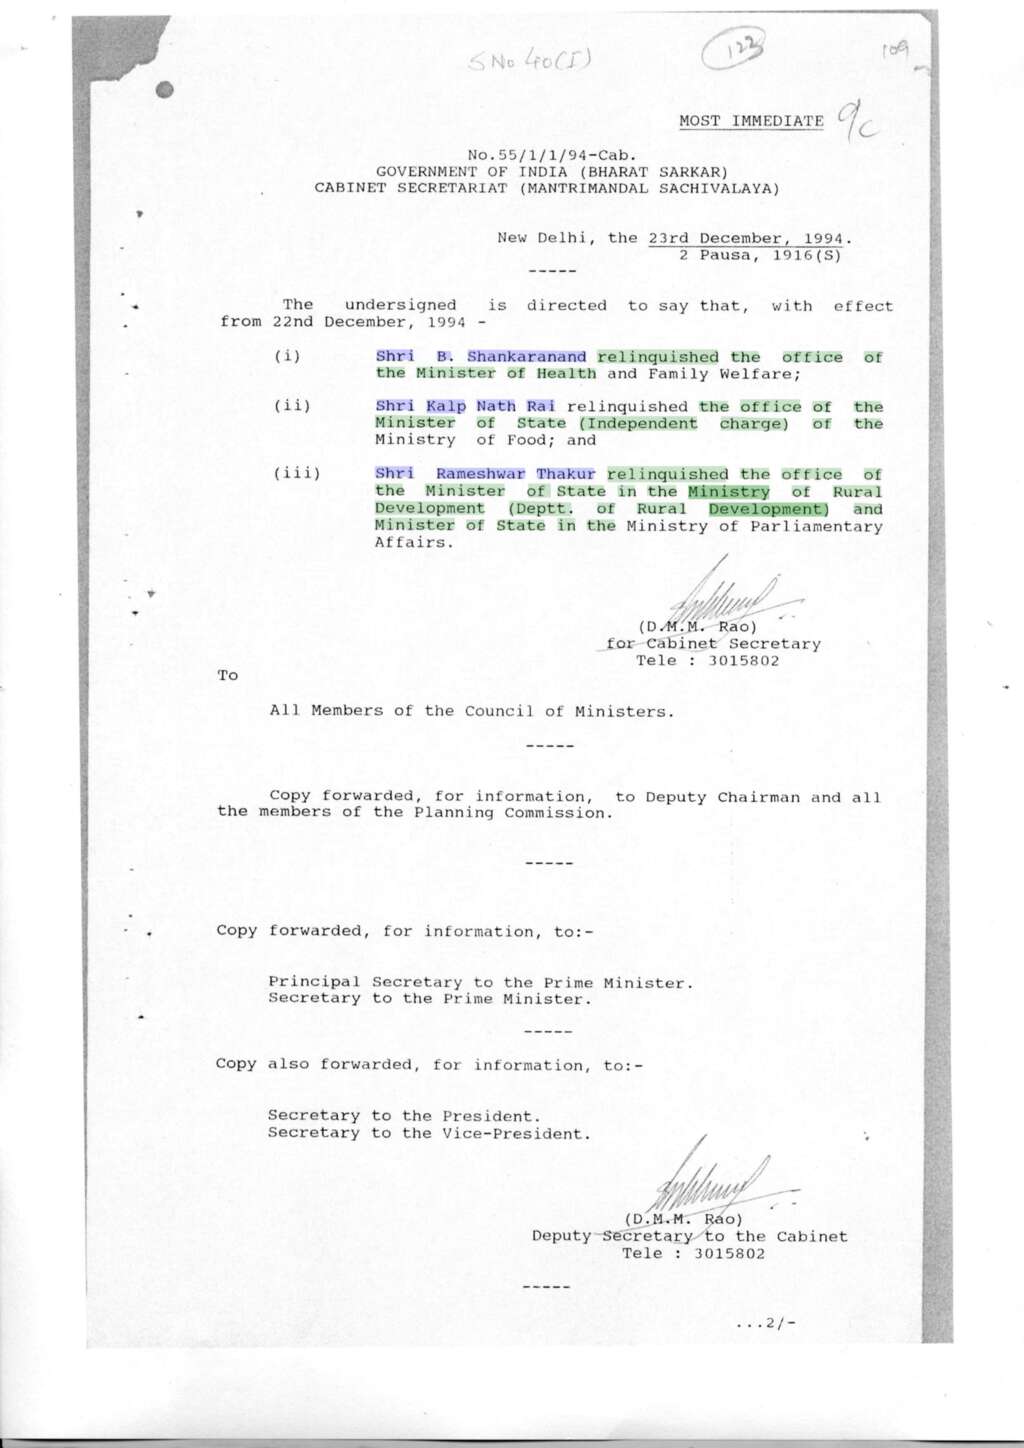 S No 40(I)
122
109
MOST IMMEDIATE
9c
No.55/1/1/94-Cab.
GOVERNMENT OF INDIA (BHARAT SARKAR)
CABINET SECRETARIAT (MANTRIMANDAL SACHIVALAYA)
New Delhi, the 23rd December, 1994.
2 Pausa, 1916(S)
-----
The undersigned is directed to say that, with effect
from 22nd December, 1994 -
(i) Shri B. Shankaranand relinquished the office of
the Minister of Health and Family Welfare;
(ii) Shri Kalp Nath Rai relinquished the office of the
Minister of State (Independent charge) of the
Ministry of Food; and
(iii) Shri Rameshwar Thakur relinquished the office of
the Minister of State in the Ministry of Rural
Development (Deptt. of Rural Development) and
Minister of State in the Ministry of Parliamentary
Affairs.
(D.M.M. Rao)
for Cabinet Secretary
Tele : 3015802
To
All Members of the Council of Ministers.
-----
Copy forwarded, for information, to Deputy Chairman and all
the members of the Planning Commission.
-----
Copy forwarded, for information, to:-
Principal Secretary to the Prime Minister.
Secretary to the Prime Minister.
-----
Copy also forwarded, for information, to:-
Secretary to the President.
Secretary to the Vice-President.
(D.M.M. Rao)
Deputy Secretary to the Cabinet
Tele : 3015802
-----
...2/-